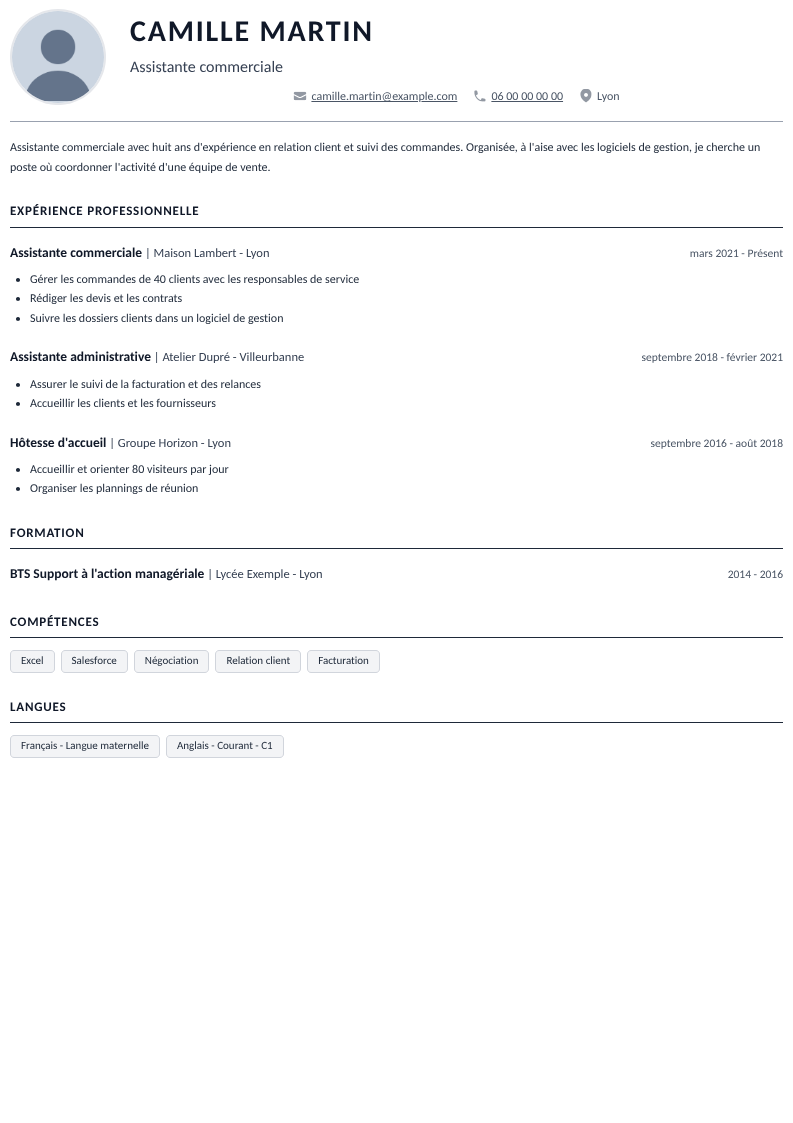 CAMILLE MARTIN
Assistante commerciale
camille.martin@example.com 06 00 00 00 00 Lyon
Assistante commerciale avec huit ans d'expérience en relation client et suivi des commandes. Organisée, à l'aise avec les logiciels de gestion, je cherche un
poste où coordonner l'activité d'une équipe de vente.
EXPÉRIENCE PROFESSIONNELLE
Assistante commerciale | Maison Lambert - Lyon mars 2021 - Présent
• Gérer les commandes de 40 clients avec les responsables de service
• Rédiger les devis et les contrats
• Suivre les dossiers clients dans un logiciel de gestion
Assistante administrative | Atelier Dupré - Villeurbanne septembre 2018 - février 2021
• Assurer le suivi de la facturation et des relances
• Accueillir les clients et les fournisseurs
Hôtesse d'accueil | Groupe Horizon - Lyon septembre 2016 - août 2018
• Accueillir et orienter 80 visiteurs par jour
• Organiser les plannings de réunion
FORMATION
BTS Support à l'action managériale | Lycée Exemple - Lyon 2014 - 2016
COMPÉTENCES
Excel Salesforce Négociation Relation client Facturation
LANGUES
Français - Langue maternelle Anglais - Courant - C1